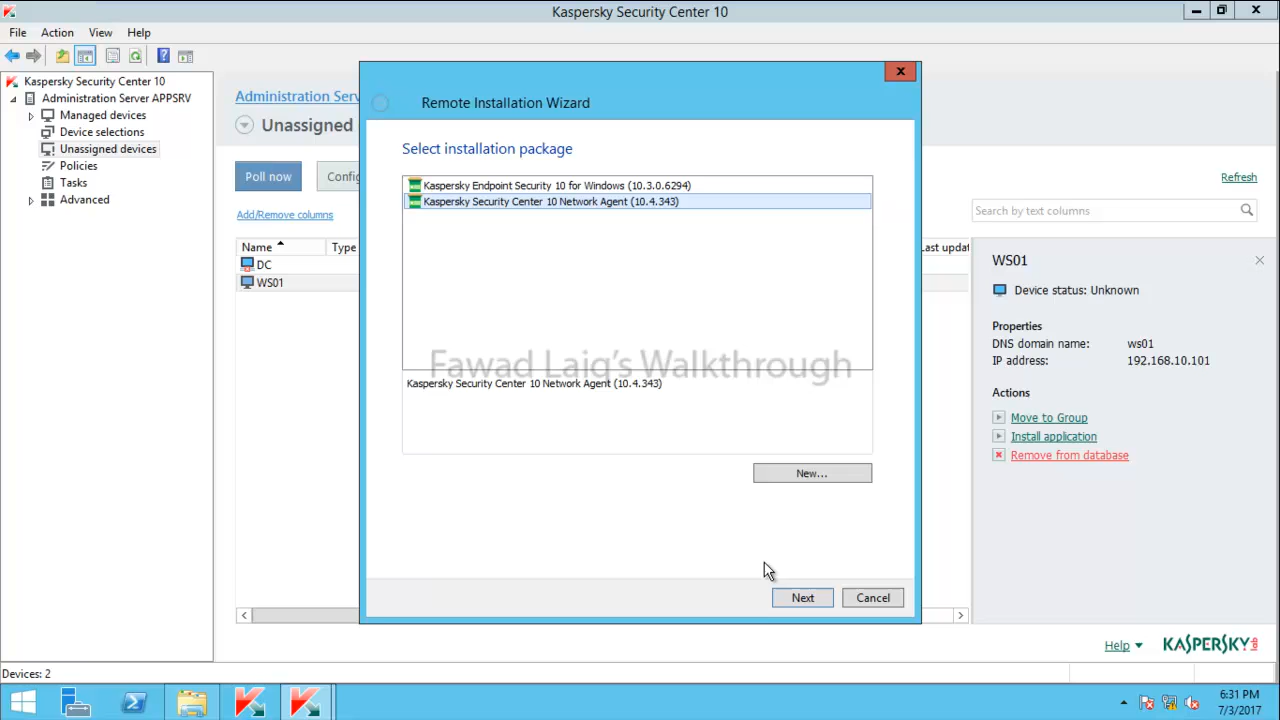 Kaspersky Security Center 10
File Action View Help
Kaspersky Security Center 10
Administration Server APPSRV
Managed devices
Device selections
Unassigned devices
Policies
Tasks
Advanced
Administration Serv
Unassigned
Poll now
Config
Add/Remove columns
Name Type
DC
WS01
Remote Installation Wizard
Select installation package
Kaspersky Endpoint Security 10 for Windows (10.3.0.6294)
Kaspersky Security Center 10 Network Agent (10.4.343)
Fawad Laiq's Walkthrough
Kaspersky Security Center 10 Network Agent (10.4.343)
New...
Next Cancel
Refresh
Search by text columns
Last updat
WS01
Device status: Unknown
Properties
DNS domain name: ws01
IP address: 192.168.10.101
Actions
Move to Group
Install application
Remove from database
Help
KASPERSKY lab
Devices: 2
6:31 PM
7/3/2017